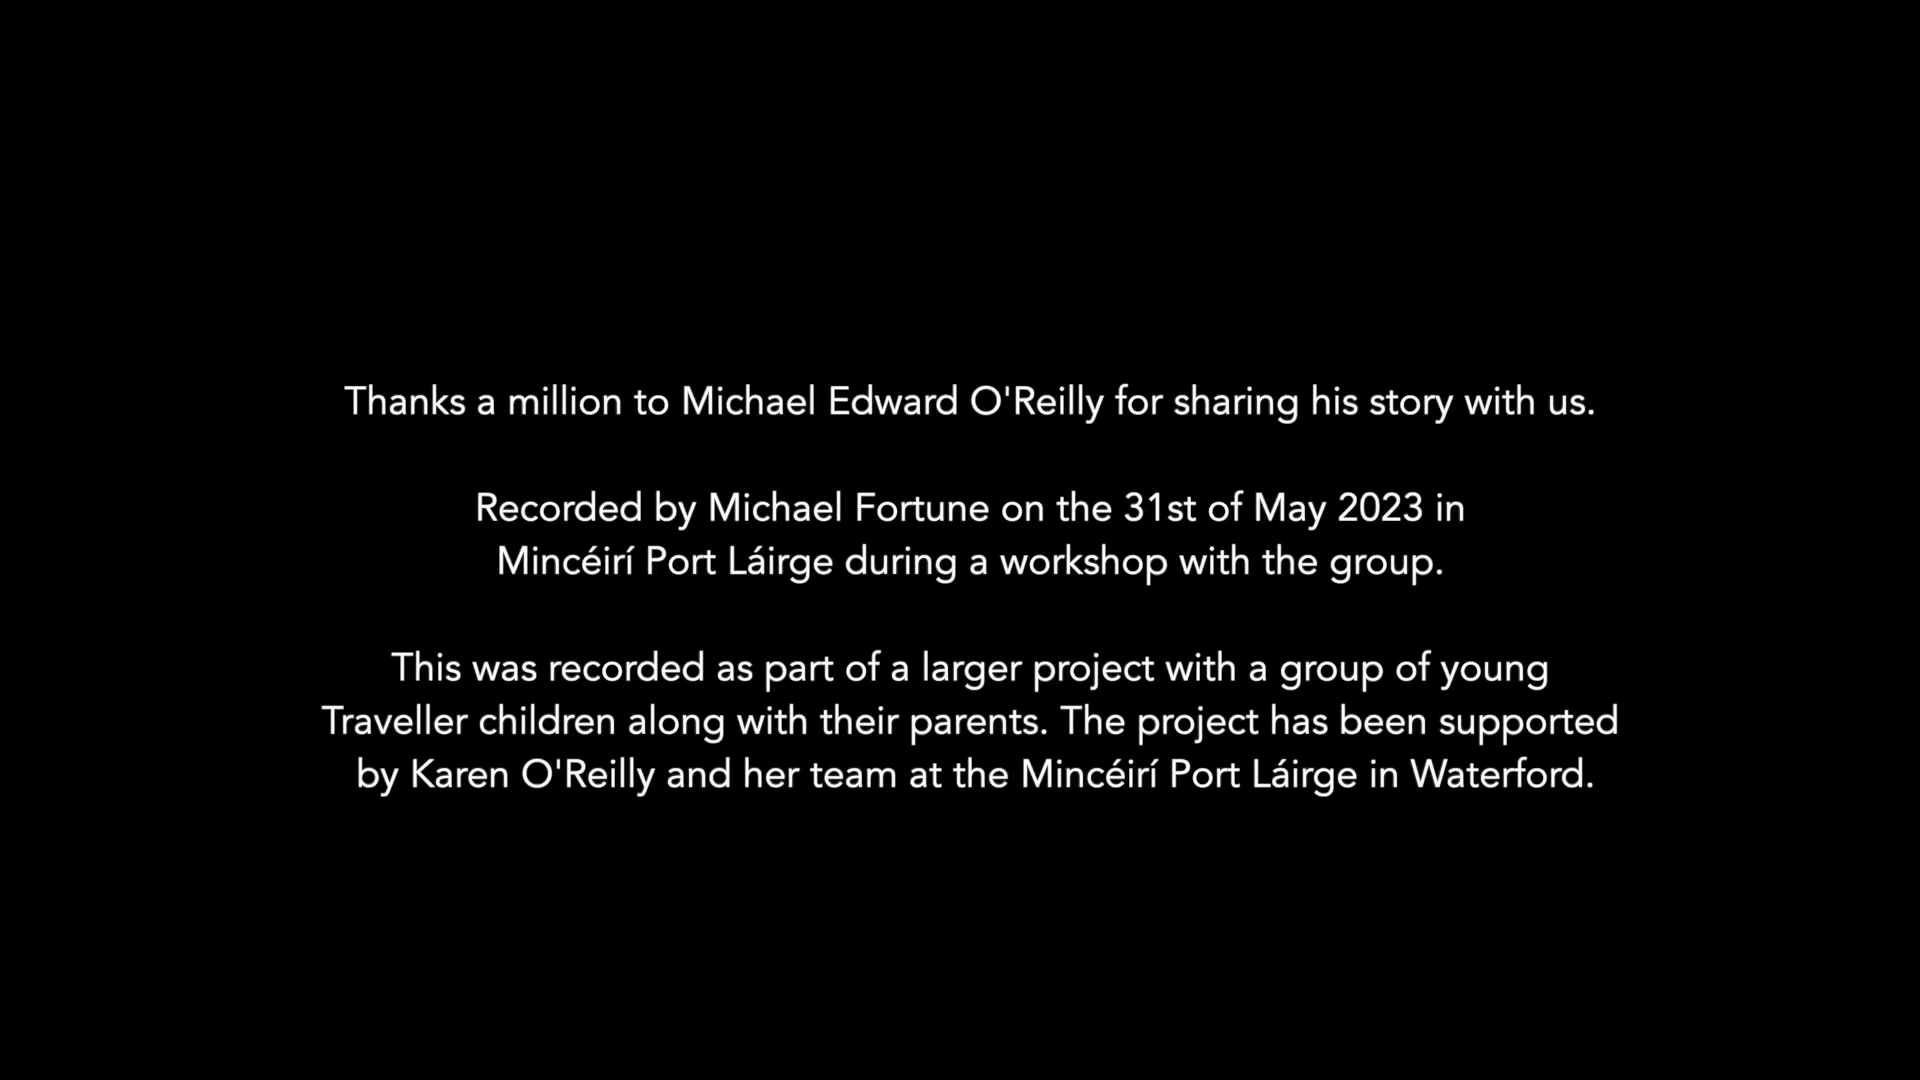 Thanks a million to Michael Edward O'Reilly for sharing his story with us.
Recorded by Michael Fortune on the 31st of May 2023 in
Mincéirí Port Láirge during a workshop with the group.
This was recorded as part of a larger project with a group of young
Traveller children along with their parents. The project has been supported
by Karen O'Reilly and her team at the Mincéirí Port Láirge in Waterford.